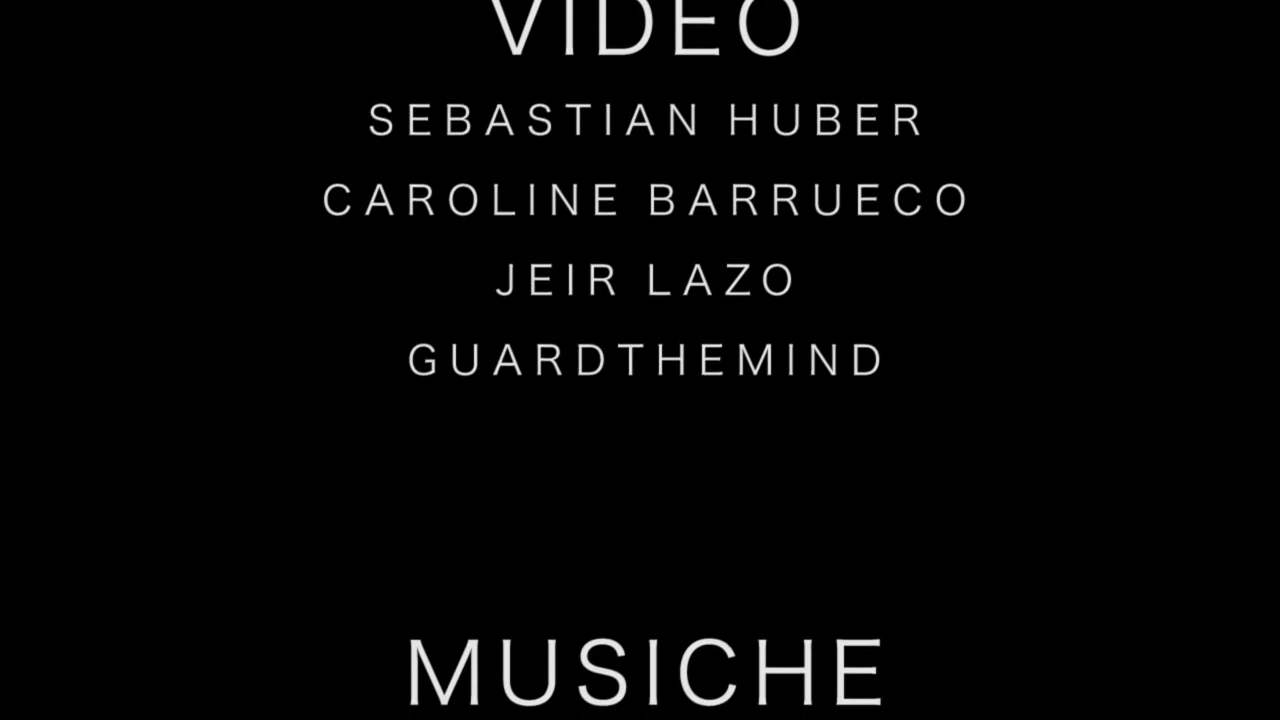 VIDEO
SEBASTIAN HUBER
CAROLINE BARRUECO
JEIR LAZO
GUARDTHEMIND
MUSICHE